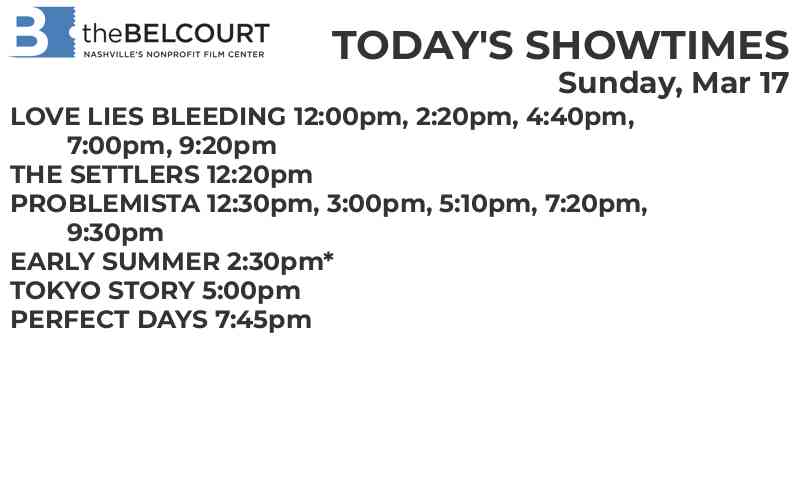 B theBELCOURT
NASHVILLE'S NONPROFIT FILM CENTER
TODAY'S SHOWTIMES
Sunday, Mar 17
LOVE LIES BLEEDING 12:00pm, 2:20pm, 4:40pm,
7:00pm, 9:20pm
THE SETTLERS 12:20pm
PROBLEMISTA 12:30pm, 3:00pm, 5:10pm, 7:20pm,
9:30pm
EARLY SUMMER 2:30pm*
TOKYO STORY 5:00pm
PERFECT DAYS 7:45pm